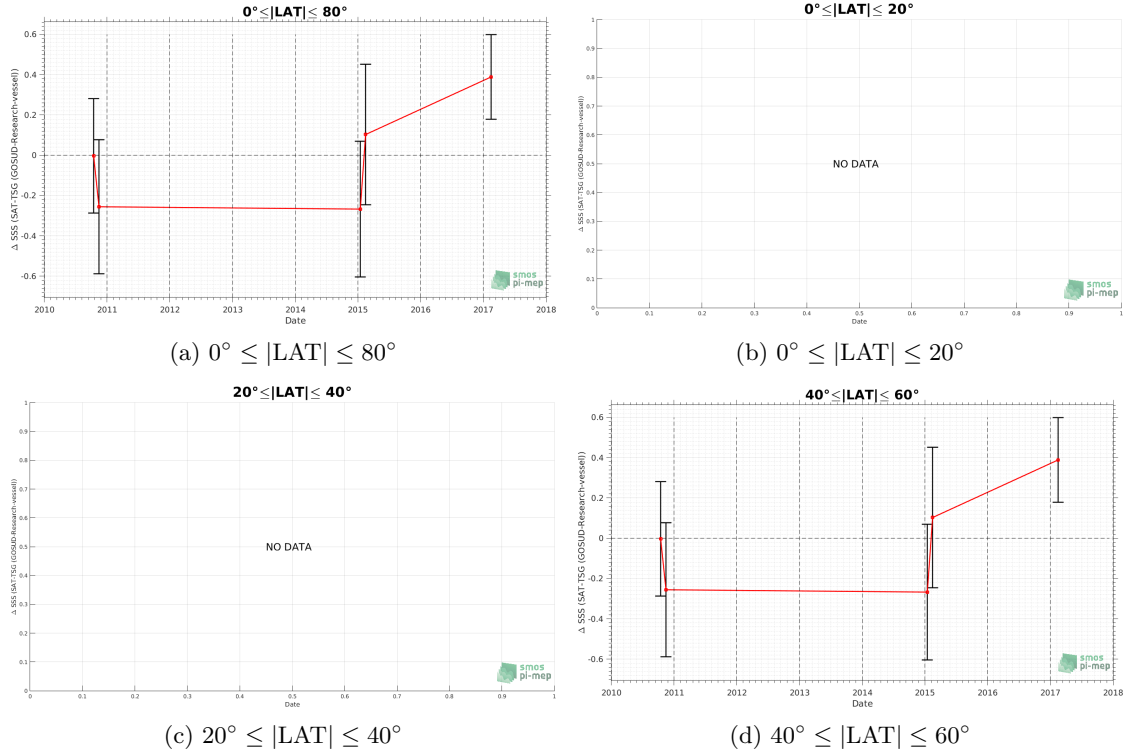 0°≤|LAT|≤ 80°
Δ SSS (SAT-TSG (GOSUD-Research-vessel))
0.6
0.4
0.2
0
-0.2
-0.4
-0.6
2010 2011 2012 2013 2014 2015 2016 2017 2018
Date
smos
pi-mep
(a) 0° ≤ |LAT| ≤ 80°
0°≤|LAT|≤ 20°
Δ SSS (SAT-TSG (GOSUD-Research-vessel))
1
0.9
0.8
0.7
0.6
0.5
0.4
0.3
0.2
0.1
0
NO DATA
0 0.1 0.2 0.3 0.4 0.5 0.6 0.7 0.8 0.9 1
Date
smos
pi-mep
(b) 0° ≤ |LAT| ≤ 20°
20°≤|LAT|≤ 40°
Δ SSS (SAT-TSG (GOSUD-Research-vessel))
1
0.9
0.8
0.7
0.6
0.5
0.4
0.3
0.2
0.1
0
NO DATA
0 0.1 0.2 0.3 0.4 0.5 0.6 0.7 0.8 0.9 1
Date
smos
pi-mep
(c) 20° ≤ |LAT| ≤ 40°
40°≤|LAT|≤ 60°
Δ SSS (SAT-TSG (GOSUD-Research-vessel))
0.6
0.4
0.2
0
-0.2
-0.4
-0.6
2010 2011 2012 2013 2014 2015 2016 2017 2018
Date
smos
pi-mep
(d) 40° ≤ |LAT| ≤ 60°